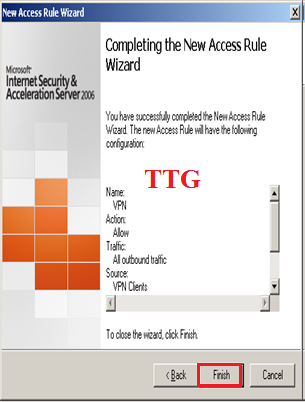 New Access Rule Wizard
Microsoft
Internet Security &
Acceleration Server 2006
Completing the New Access Rule
Wizard
You have successfully completed the New Access Rule
Wizard. The new Access Rule will have the following
configuration:
TTG
Name:
VPN
Action:
Allow
Traffic:
All outbound traffic
Source:
VPN Clients
To close the wizard, click Finish.
< Back
Finish
Cancel